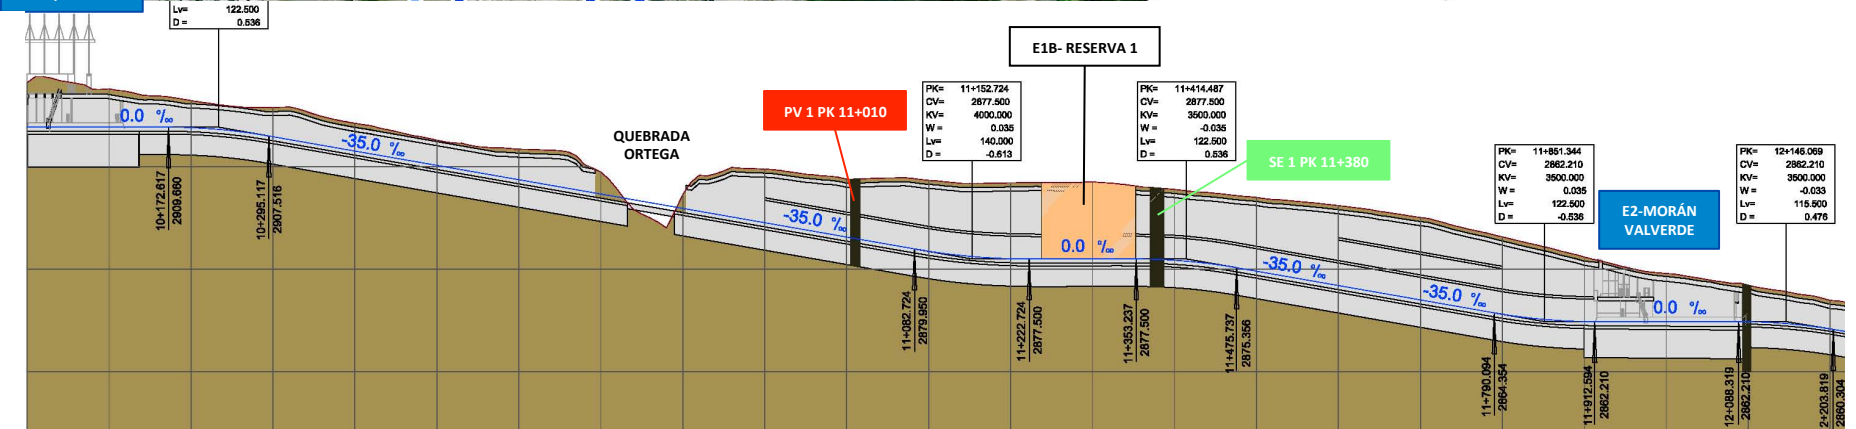 Lv= 122.500
D = 0.536
E1B- RESERVA 1
PK= 11+152.724
CV= 2877.500
KV= 4000.000
W = 0.035
Lv= 140.000
D = -0.613
PK= 11+414.487
CV= 2877.500
KV= 3500.000
W = -0.035
Lv= 122.500
D = 0.536
PV 1 PK 11+010
0.0 ‰
QUEBRADA
ORTEGA
-35.0 ‰
SE 1 PK 11+380
PK= 11+851.344
CV= 2862.210
KV= 3500.000
W = 0.035
Lv= 122.500
D = -0.536
PK= 12+146.069
CV= 2862.210
KV= 3500.000
W = -0.033
Lv= 115.500
D = 0.476
E2-MORÁN
VALVERDE
-35.0 ‰
0.0 ‰
-35.0 ‰
-35.0 ‰
0.0 ‰
10+172.617
2909.660
10+295.117
2907.516
11+082.724
2879.950
11+222.724
2877.500
11+353.237
2877.500
11+475.737
2875.356
11+790.094
2864.354
11+912.594
2862.210
12+088.319
2862.210
2+203.819
2860.304